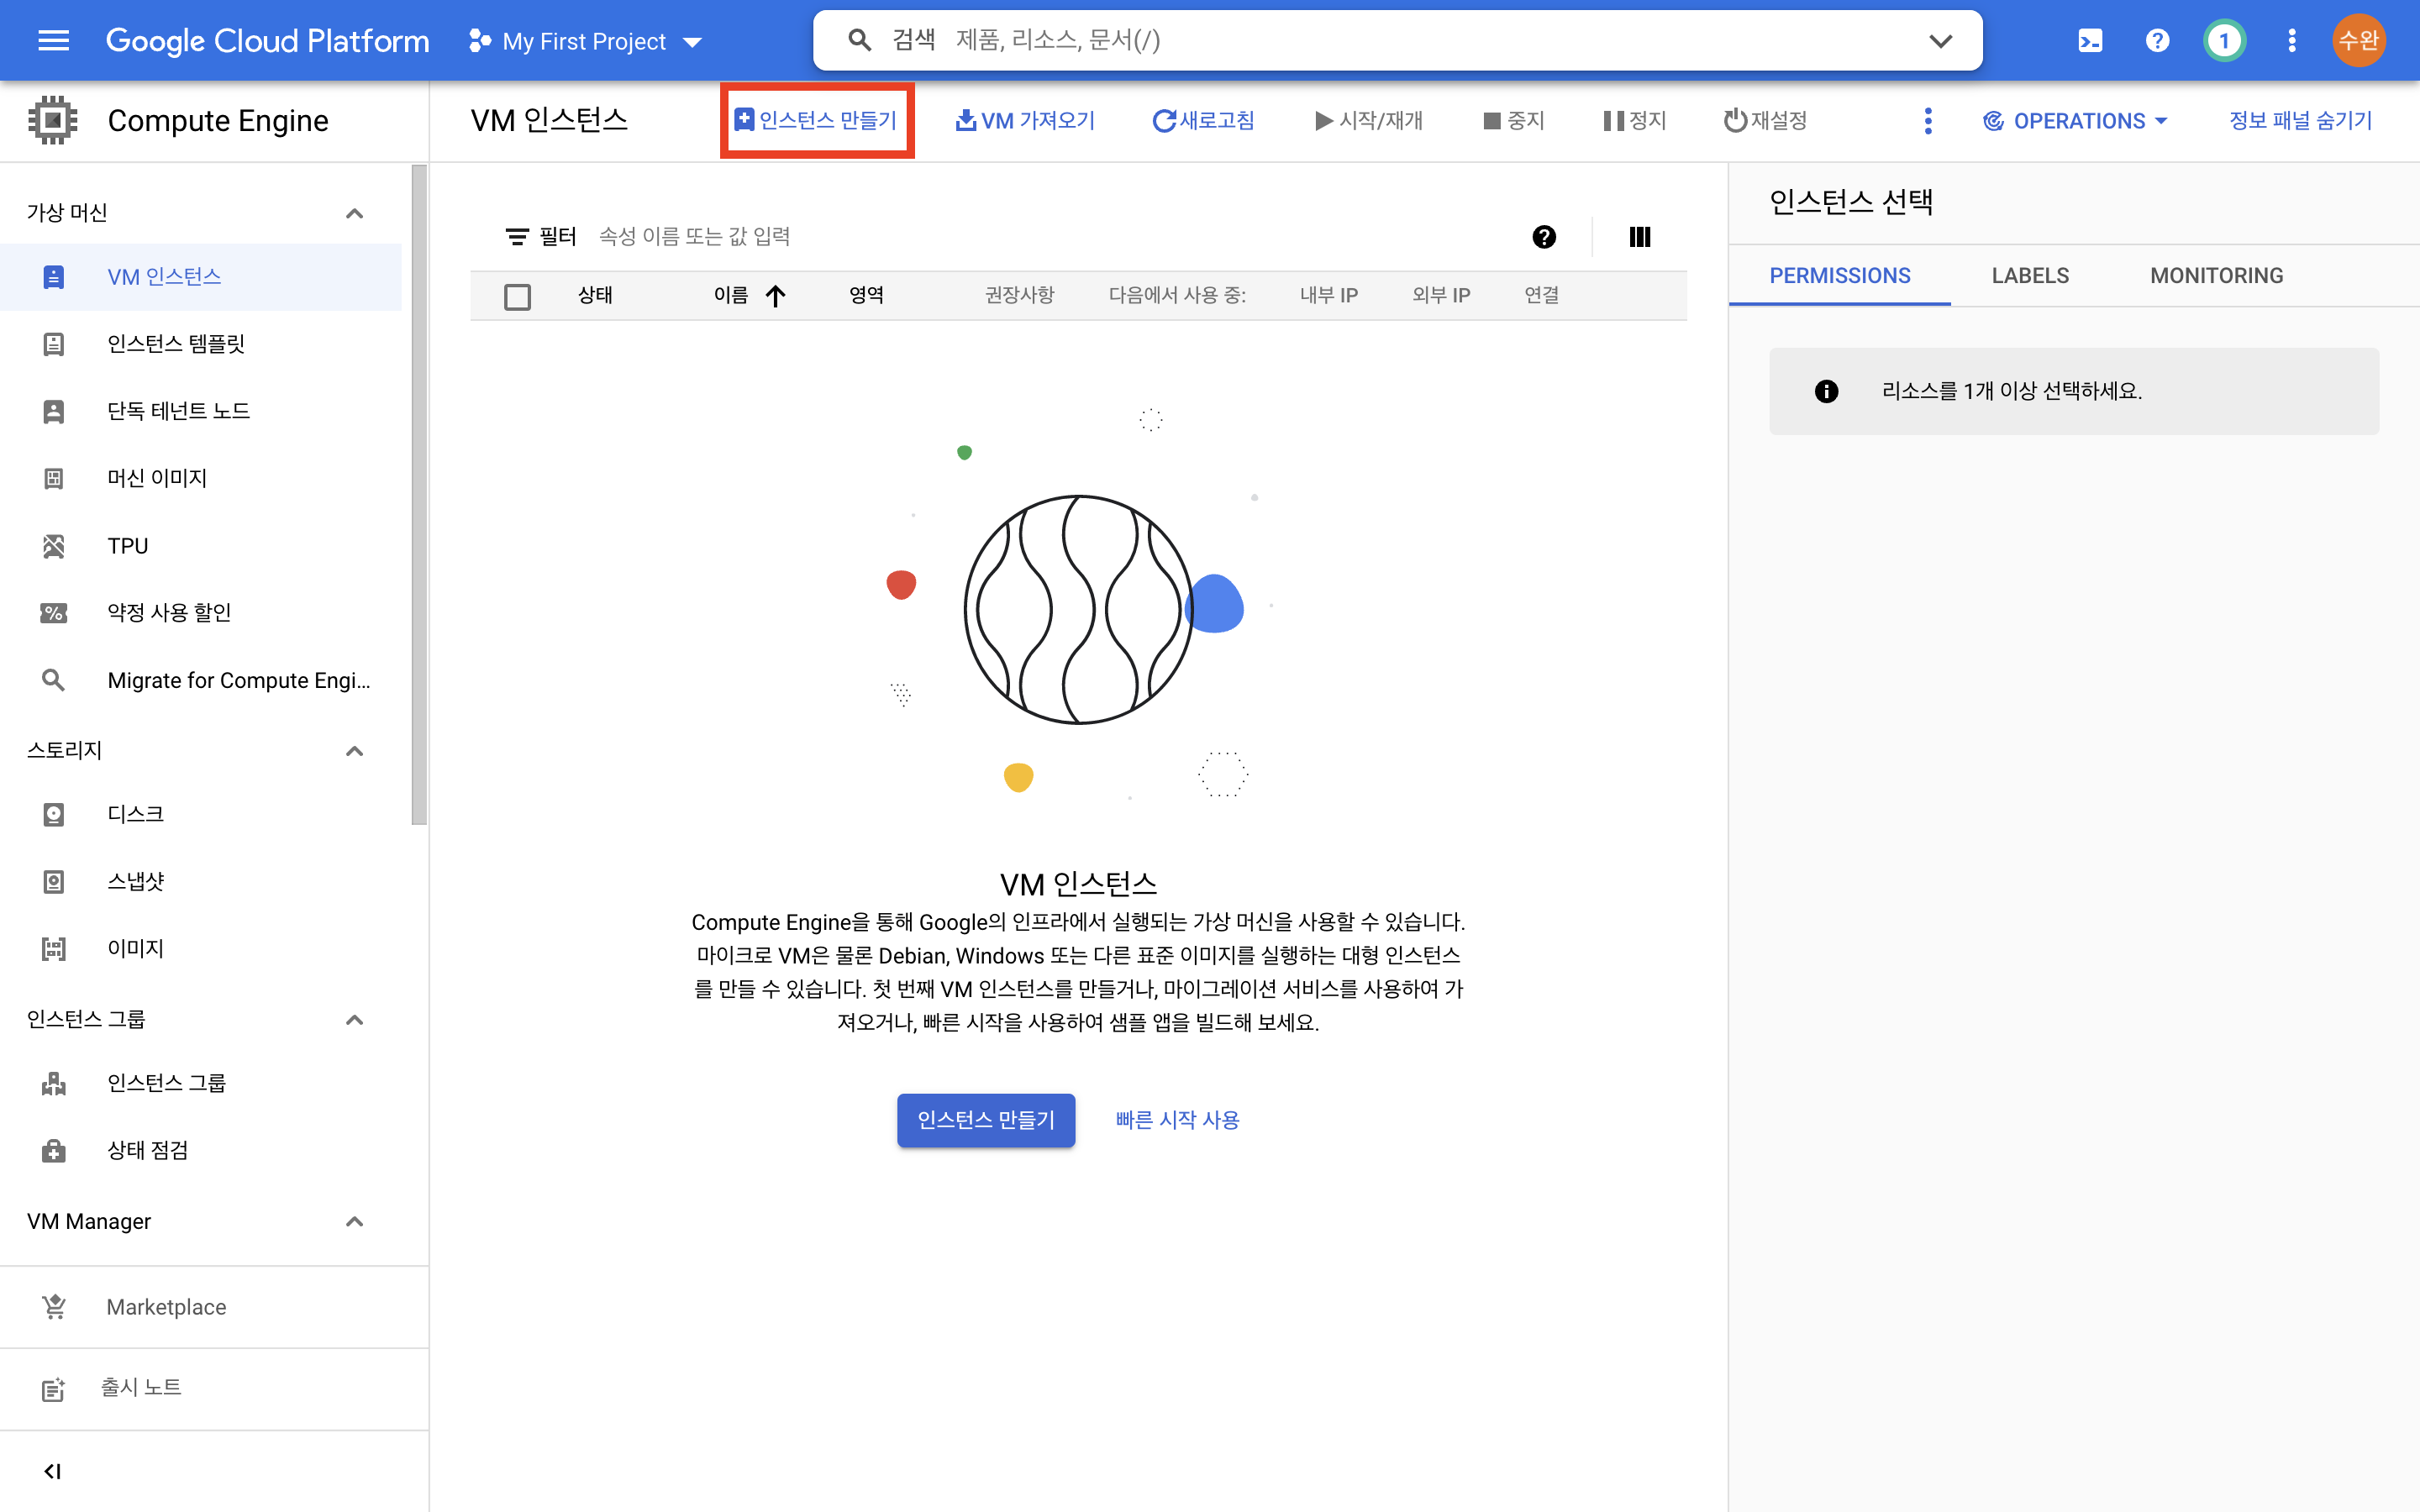 Google Cloud Platform
My First Project
검색 제품, 리소스, 문서(/)
1
수완
Compute Engine
VM 인스턴스
인스턴스 만들기
VM 가져오기
새로고침
시작/재개
중지
정지
재설정
OPERATIONS
정보 패널 숨기기
가상 머신
VM 인스턴스
인스턴스 템플릿
단독 테넌트 노드
머신 이미지
TPU
약정 사용 할인
Migrate for Compute Engi...
스토리지
디스크
스냅샷
이미지
인스턴스 그룹
인스턴스 그룹
상태 점검
VM Manager
Marketplace
출시 노트
필터 속성 이름 또는 값 입력
상태 이름 영역 권장사항 다음에서 사용 중: 내부 IP 외부 IP 연결
VM 인스턴스
Compute Engine을 통해 Google의 인프라에서 실행되는 가상 머신을 사용할 수 있습니다.
마이크로 VM은 물론 Debian, Windows 또는 다른 표준 이미지를 실행하는 대형 인스턴스
를 만들 수 있습니다. 첫 번째 VM 인스턴스를 만들거나, 마이그레이션 서비스를 사용하여 가
져오거나, 빠른 시작을 사용하여 샘플 앱을 빌드해 보세요.
인스턴스 만들기
빠른 시작 사용
인스턴스 선택
PERMISSIONS
LABELS
MONITORING
리소스를 1개 이상 선택하세요.